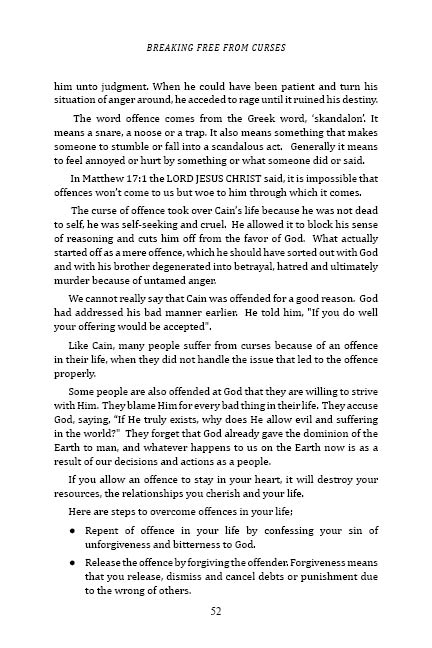 BREAKING FREE FROM CURSES
him unto judgment. When he could have been patient and turn his
situation of anger around, he acceded to rage until it ruined his destiny.
The word offence comes from the Greek word, ‘skandalon’. It
means a snare, a noose or a trap. It also means something that makes
someone to stumble or fall into a scandalous act. Generally it means
to feel annoyed or hurt by something or what someone did or said.
In Matthew 17:1 the LORD JESUS CHRIST said, it is impossible that
offences won't come to us but woe to him through which it comes.
The curse of offence took over Cain's life because he was not dead
to self, he was self-seeking and cruel. He allowed it to block his sense
of reasoning and cuts him off from the favor of God. What actually
started off as a mere offence, which he should have sorted out with God
and with his brother degenerated into betrayal, hatred and ultimately
murder because of untamed anger.
We cannot really say that Cain was offended for a good reason. God
had addressed his bad manner earlier. He told him, "If you do well
your offering would be accepted".
Like Cain, many people suffer from curses because of an offence
in their life, when they did not handle the issue that led to the offence
properly.
Some people are also offended at God that they are willing to strive
with Him. They blame Him for every bad thing in their life. They accuse
God, saying, “If He truly exists, why does He allow evil and suffering
in the world?" They forget that God already gave the dominion of the
Earth to man, and whatever happens to us on the Earth now is as a
result of our decisions and actions as a people.
If you allow an offence to stay in your heart, it will destroy your
resources, the relationships you cherish and your life.
Here are steps to overcome offences in your life;
● Repent of offence in your life by confessing your sin of
unforgiveness and bitterness to God.
● Release the offence by forgiving the offender. Forgiveness means
that you release, dismiss and cancel debts or punishment due
to the wrong of others.
52